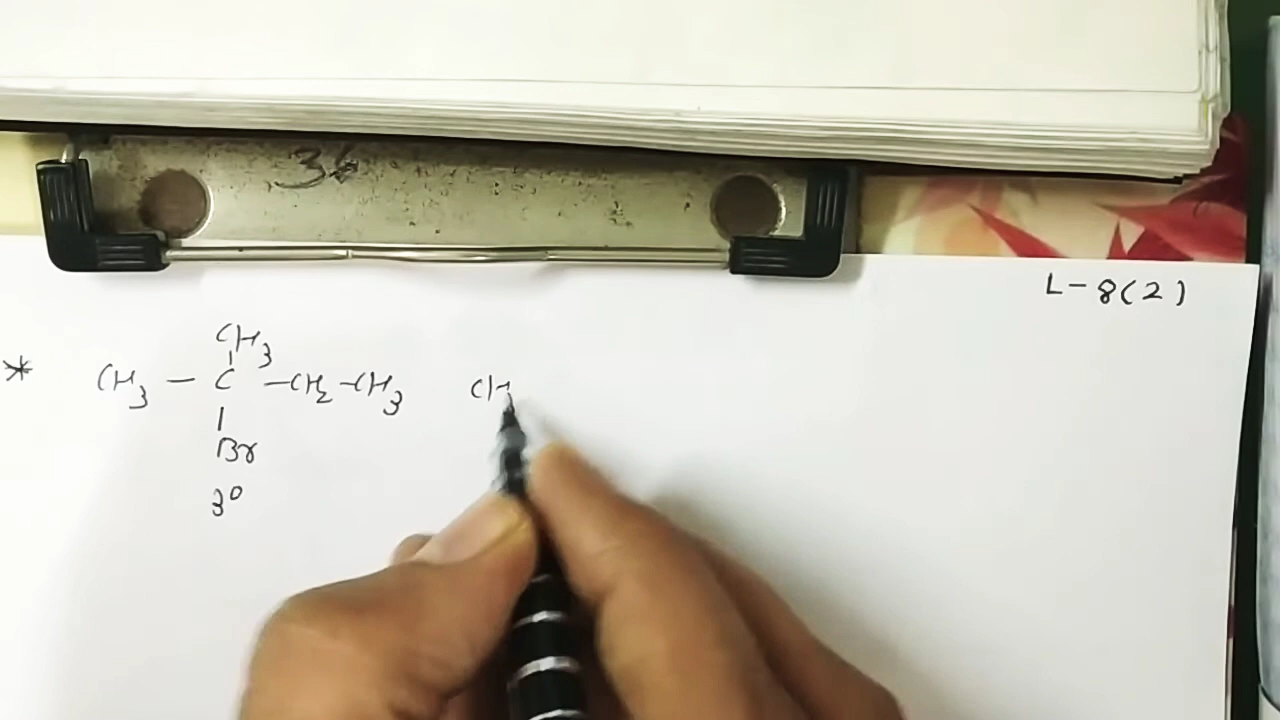 36
L-8(2)
CH3
* CH3 — C — CH2 — CH3 CH
Br
3°